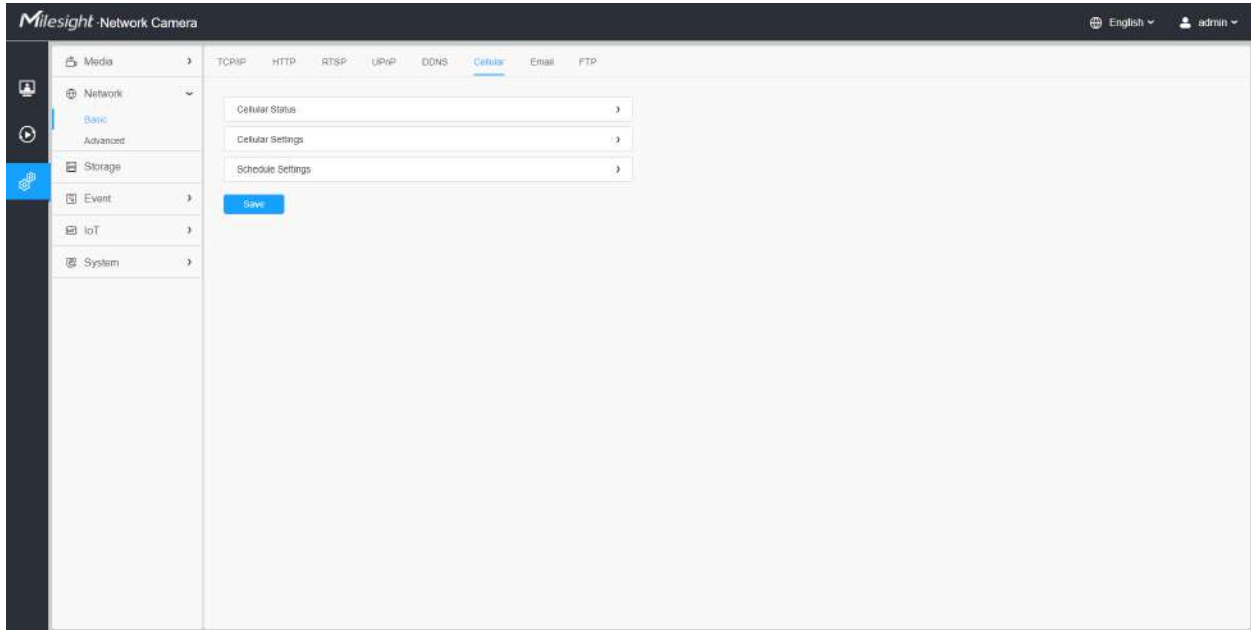 Milesight·Network Camera
English
admin
Media
Network
Basic
Advanced
Storage
Event
IoT
System
TCP/IP
HTTP
RTSP
UPnP
DDNS
Cellular
Email
FTP
Cellular Status
Cellular Settings
Schedule Settings
Save